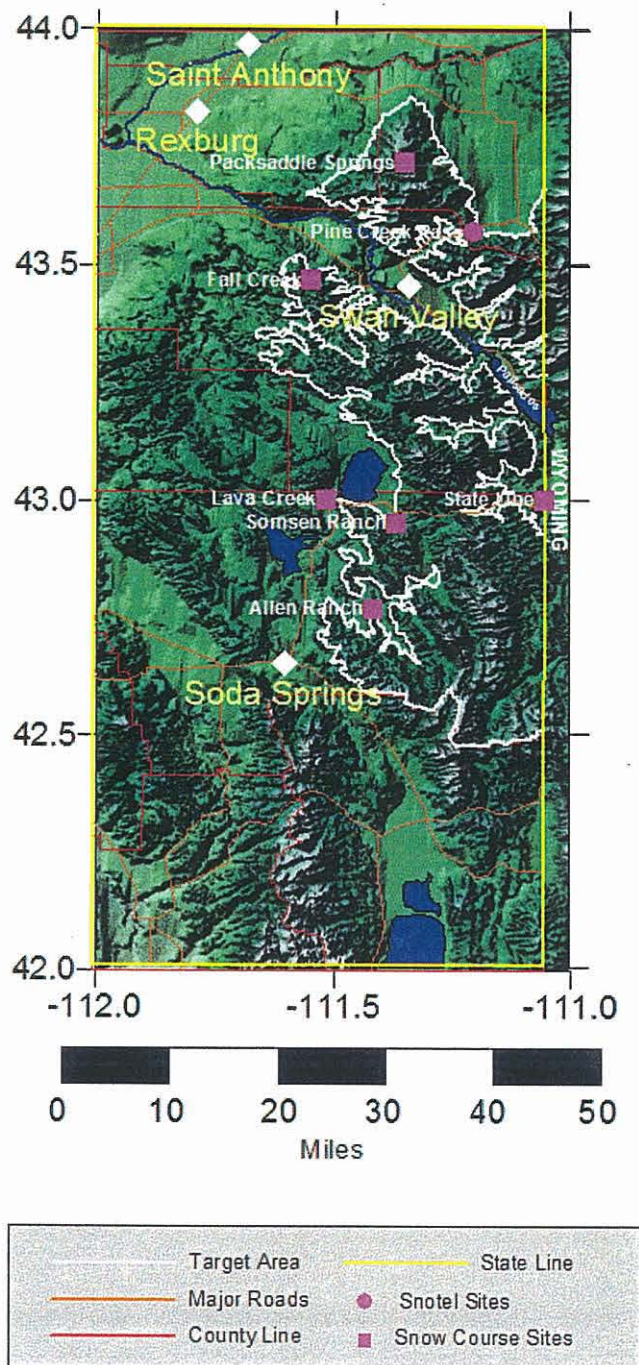 44.0
Saint Anthony
Rexburg
Packsaddle Springs
Pine Creek Pass
43.5
Fall Creek
Swan Valley
Palisades
43.0
Lava Creek
State Line
WYOMING
Somsen Ranch
Allen Ranch
Soda Springs
42.5
42.0
-112.0 -111.5 -111.0
0 10 20 30 40 50
Miles
Target Area State Line
Major Roads Snotel Sites
County Line Snow Course Sites